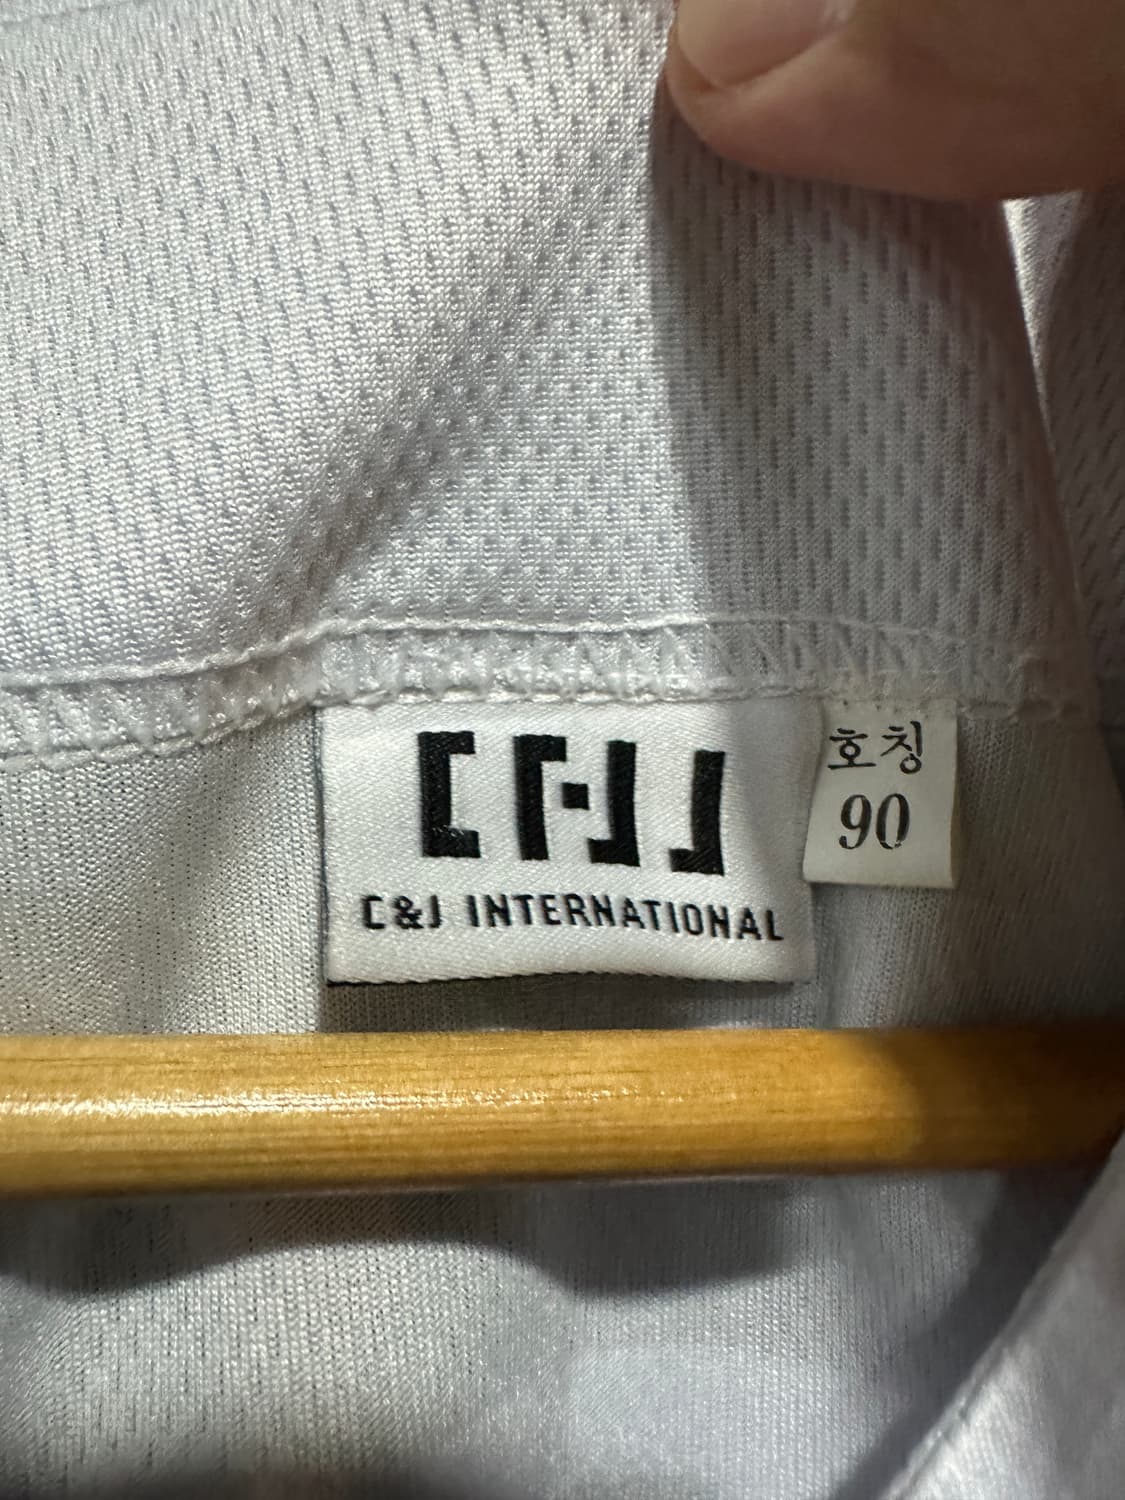 C&J
C&J INTERNATIONAL
호칭
90